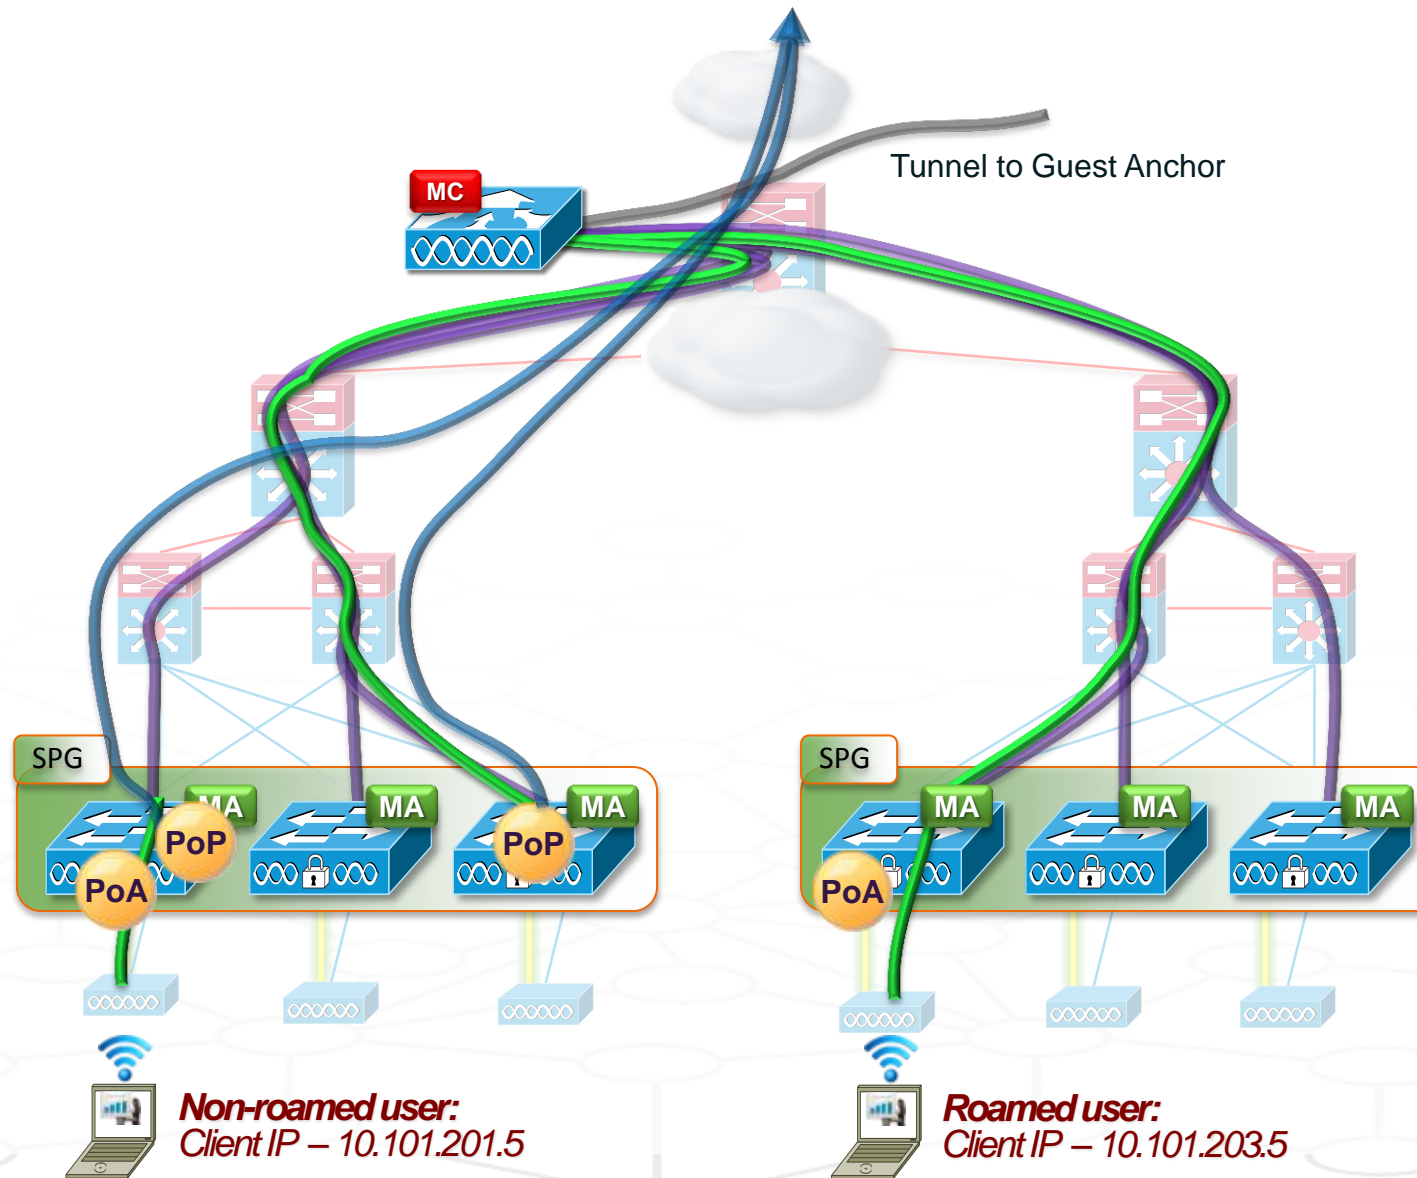 MC
Tunnel to Guest Anchor
SPG
SPG
MA
MA
MA
MA
MA
MA
PoP
PoP
PoA
PoA
Non-roamed user:
Client IP – 10.101.201.5
Roamed user:
Client IP – 10.101.203.5